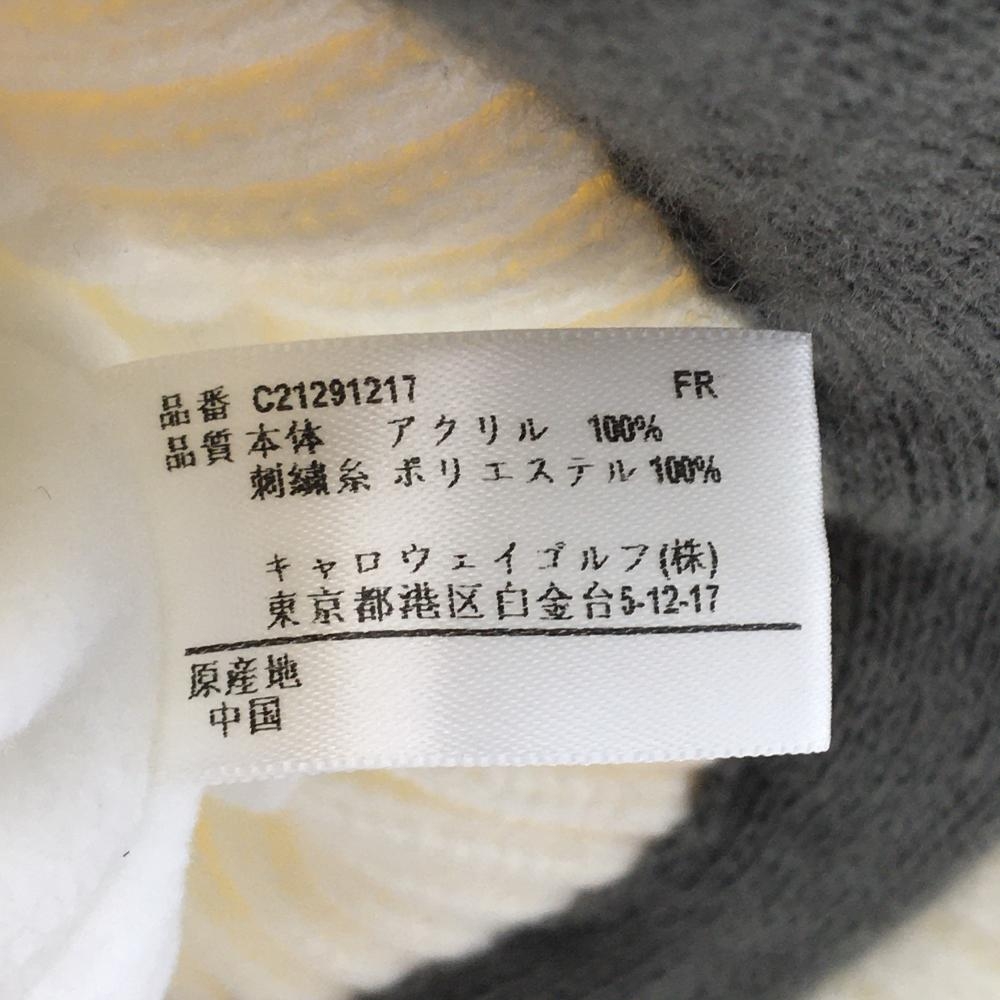 品番 C21291217 FR
品質 本体 アクリル 100%
刺繍糸 ポリエステル 100%
キャロウェイゴルフ(株)
東京都港区白金台5-12-17
原産地
中国